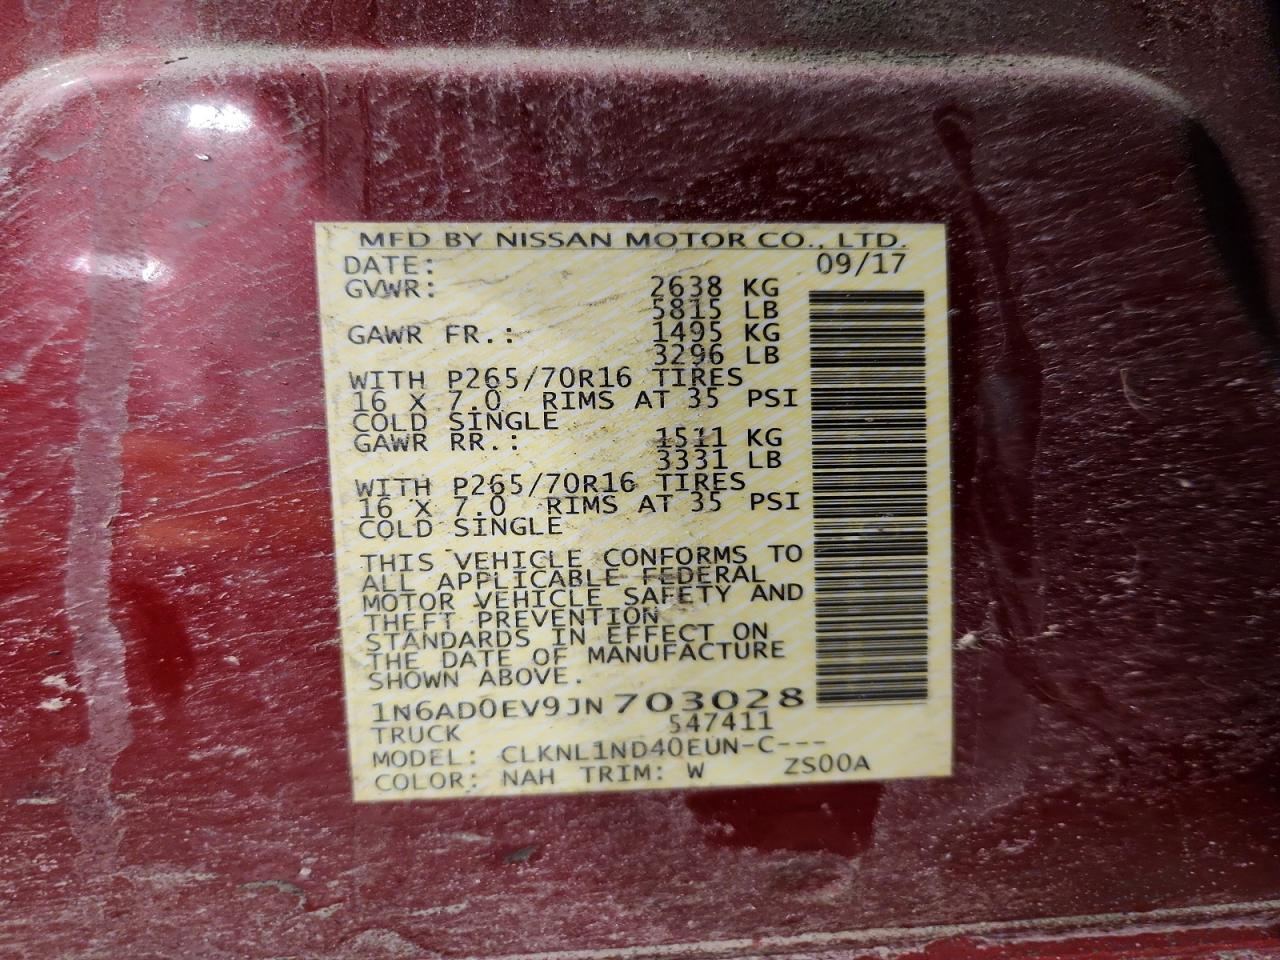 MFD BY NISSAN MOTOR CO., LTD.
DATE: 09/17
GVWR: 2638 KG
5815 LB
GAWR FR.: 1495 KG
3296 LB
WITH P265/70R16 TIRES
16 X 7.0 RIMS AT 35 PSI
COLD SINGLE
GAWR RR.: 1511 KG
3331 LB
WITH P265/70R16 TIRES
16 X 7.0 RIMS AT 35 PSI
COLD SINGLE
THIS VEHICLE CONFORMS TO
ALL APPLICABLE FEDERAL
MOTOR VEHICLE SAFETY AND
THEFT PREVENTION
STANDARDS IN EFFECT ON
THE DATE OF MANUFACTURE
SHOWN ABOVE.
1N6AD0EV9JN703028
TRUCK 547411
MODEL: CLKNL1ND40EUN-C---
COLOR: NAH TRIM: W ZS00A